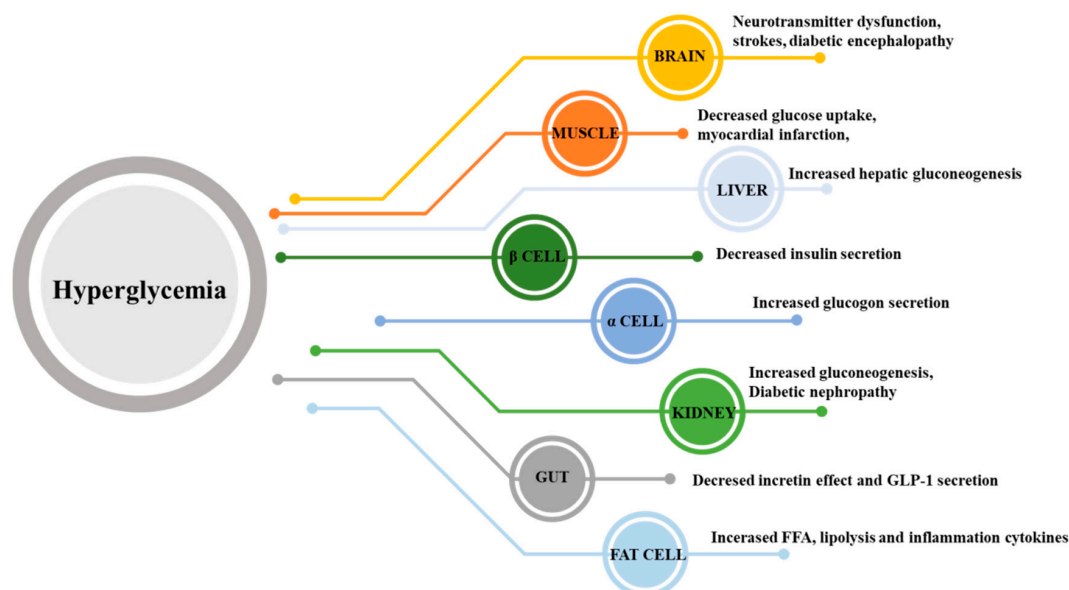 Neurotransmitter dysfunction,
strokes, diabetic encephalopathy
BRAIN
Decreased glucose uptake,
myocardial infarction,
MUSCLE
Increased hepatic gluconeogenesis
LIVER
Hyperglycemia
β CELL
Decreased insulin secretion
α CELL
Increased glucogon secretion
KIDNEY
Increased gluconeogenesis,
Diabetic nephropathy
GUT
Decresed incretin effect and GLP-1 secretion
FAT CELL
Incerased FFA, lipolysis and inflammation cytokines